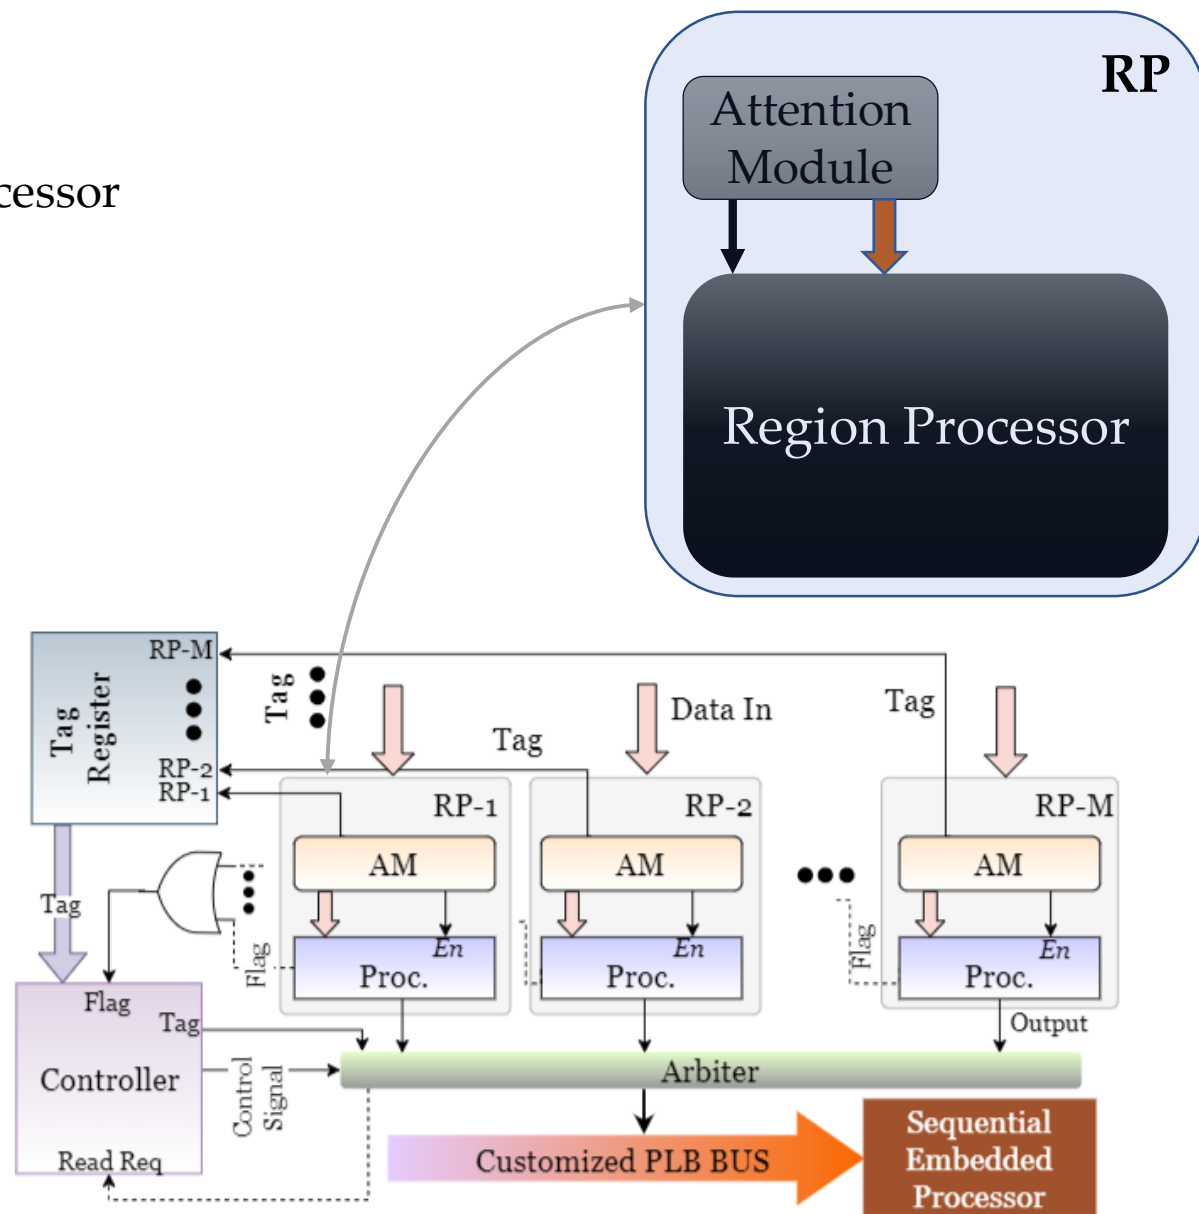 RP
Attention
Module
cessor
Region Processor
RP-M
Tag
Register
Tag
Tag
Data In
Tag
RP-2
RP-1
RP-1
RP-2
RP-M
AM
AM
AM
Tag
Flag
Flag
En
En
En
Proc.
Proc.
Proc.
Flag
Tag
Output
Controller
Control
Signal
Arbiter
Read Req
Customized PLB BUS
Sequential
Embedded
Processor